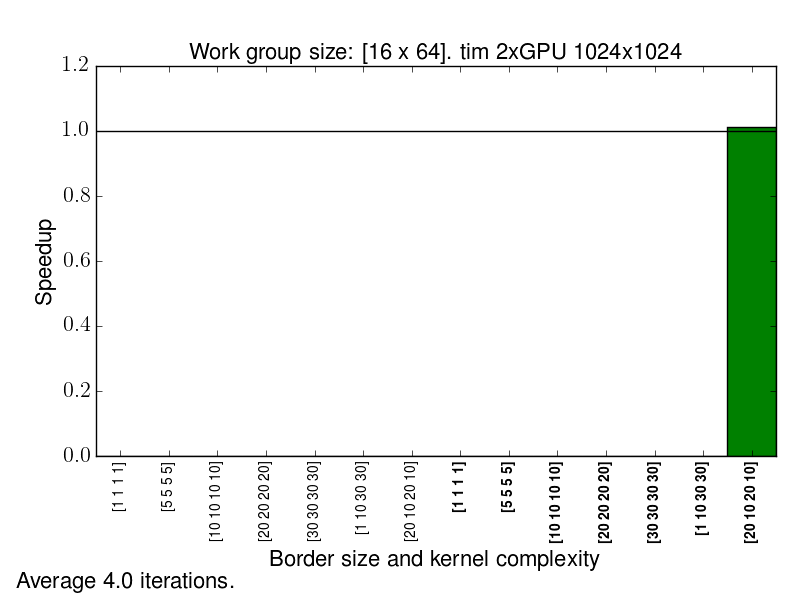 Work group size: [16 x 64]. tim 2xGPU 1024x1024
1.2
1.0
0.8
0.6
0.4
0.2
0.0
Speedup
[1 1 1 1]
[5 5 5 5]
[10 10 10 10]
[20 20 20 20]
[30 30 30 30]
[1 10 30 30]
[20 10 20 10]
[1 1 1 1]
[5 5 5 5]
[10 10 10 10]
[20 20 20 20]
[30 30 30 30]
[1 10 30 30]
[20 10 20 10]
Border size and kernel complexity
Average 4.0 iterations.